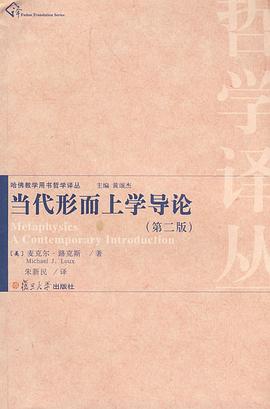 译 Fudan Translation Series
哲学译丛
哈佛教学用书哲学译丛 主编 黄颂杰
当代形而上学导论
Metaphysics
A Contemporary Introduction
(第二版)
[美] 麦克尔·路克斯 / 著
Michael J. Loux
朱新民 / 译
复旦大学出版社